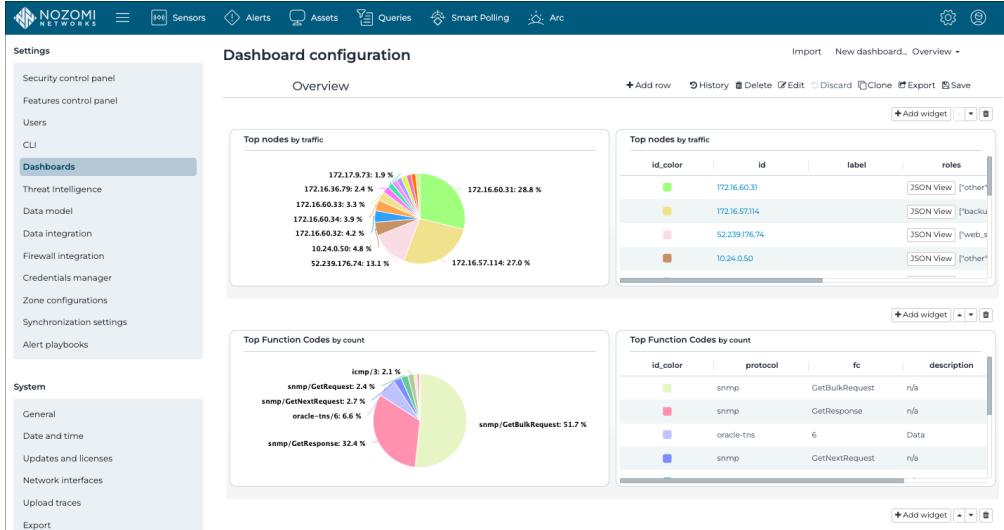 NOZOMI NETWORKS Sensors Alerts Assets Queries Smart Polling Arc
Settings
Security control panel
Features control panel
Users
CLI
Dashboards
Threat Intelligence
Data model
Data integration
Firewall integration
Credentials manager
Zone configurations
Synchronization settings
Alert playbooks
System
General
Date and time
Updates and licenses
Network interfaces
Upload traces
Export
Dashboard configuration
Import New dashboard... Overview
Overview
Add row History Delete Edit Discard Clone Export Save
Add widget
Top nodes by traffic
172.17.9.73: 1.9 %
172.16.36.79: 2.4 %
172.16.60.33: 3.3 %
172.16.60.34: 3.9 %
172.16.60.32: 4.2 %
10.24.0.50: 4.8 %
52.239.176.74: 13.1 %
172.16.60.31: 28.8 %
172.16.57.114: 27.0 %
Top nodes by traffic
id_color id label roles
172.16.60.31 JSON View ["other"
172.16.57.114 JSON View ["backu
52.239.176.74 JSON View ["web_s
10.24.0.50 JSON View ["other"
Add widget
Top Function Codes by count
icmp/3: 2.1 %
snmp/GetRequest: 2.4 %
snmp/GetNextRequest: 2.7 %
oracle-tns/6: 6.6 %
snmp/GetResponse: 32.4 %
snmp/GetBulkRequest: 51.7 %
Top Function Codes by count
id_color protocol fc description
snmp GetBulkRequest n/a
snmp GetResponse n/a
oracle-tns 6 Data
snmp GetNextRequest n/a
Add widget